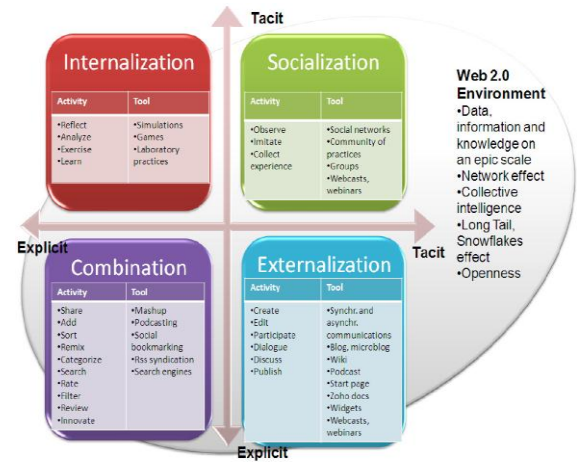 Tacit
Internalization
Activity
Tool
•Reflect
•Analyze
•Exercise
•Learn
•Simulations
•Games
•Laboratory
practices
Socialization
Activity
Tool
•Observe
•Imitate
•Collect
experience
•Social networks
•Community of
practices
•Groups
•Webcasts,
webinars
Web 2.0
Environment
•Data,
information and
knowledge on
an epic scale
•Network effect
•Collective
intelligence
•Long Tail,
Snowflakes
effect
•Openness
Explicit
Tacit
Combination
Activity
Tool
•Share
•Add
•Sort
•Remix
•Categorize
•Search
•Rate
•Filter
•Review
•Innovate
•Mashup
•Podcasting
•Social
bookmarking
•Rss syndication
•Search engines
Externalization
Activity
Tool
•Create
•Edit
•Participate
•Dialogue
•Discuss
•Publish
•Synchr. and
asynchr.
communications
•Blog, microblog
•Wiki
•Podcast
•Start page
•Zoho docs
•Widgets
•Webcasts,
webinars
Explicit